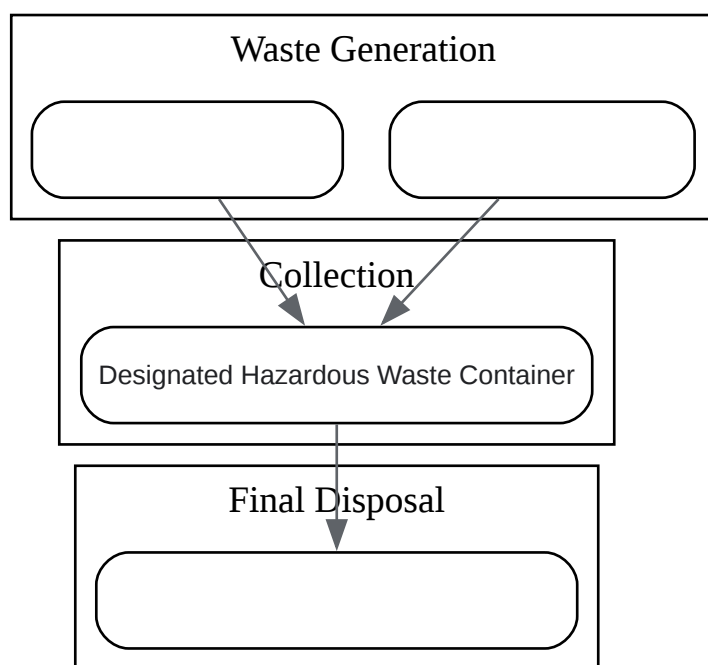 Waste Generation
Collection
Designated Hazardous Waste Container
Final Disposal